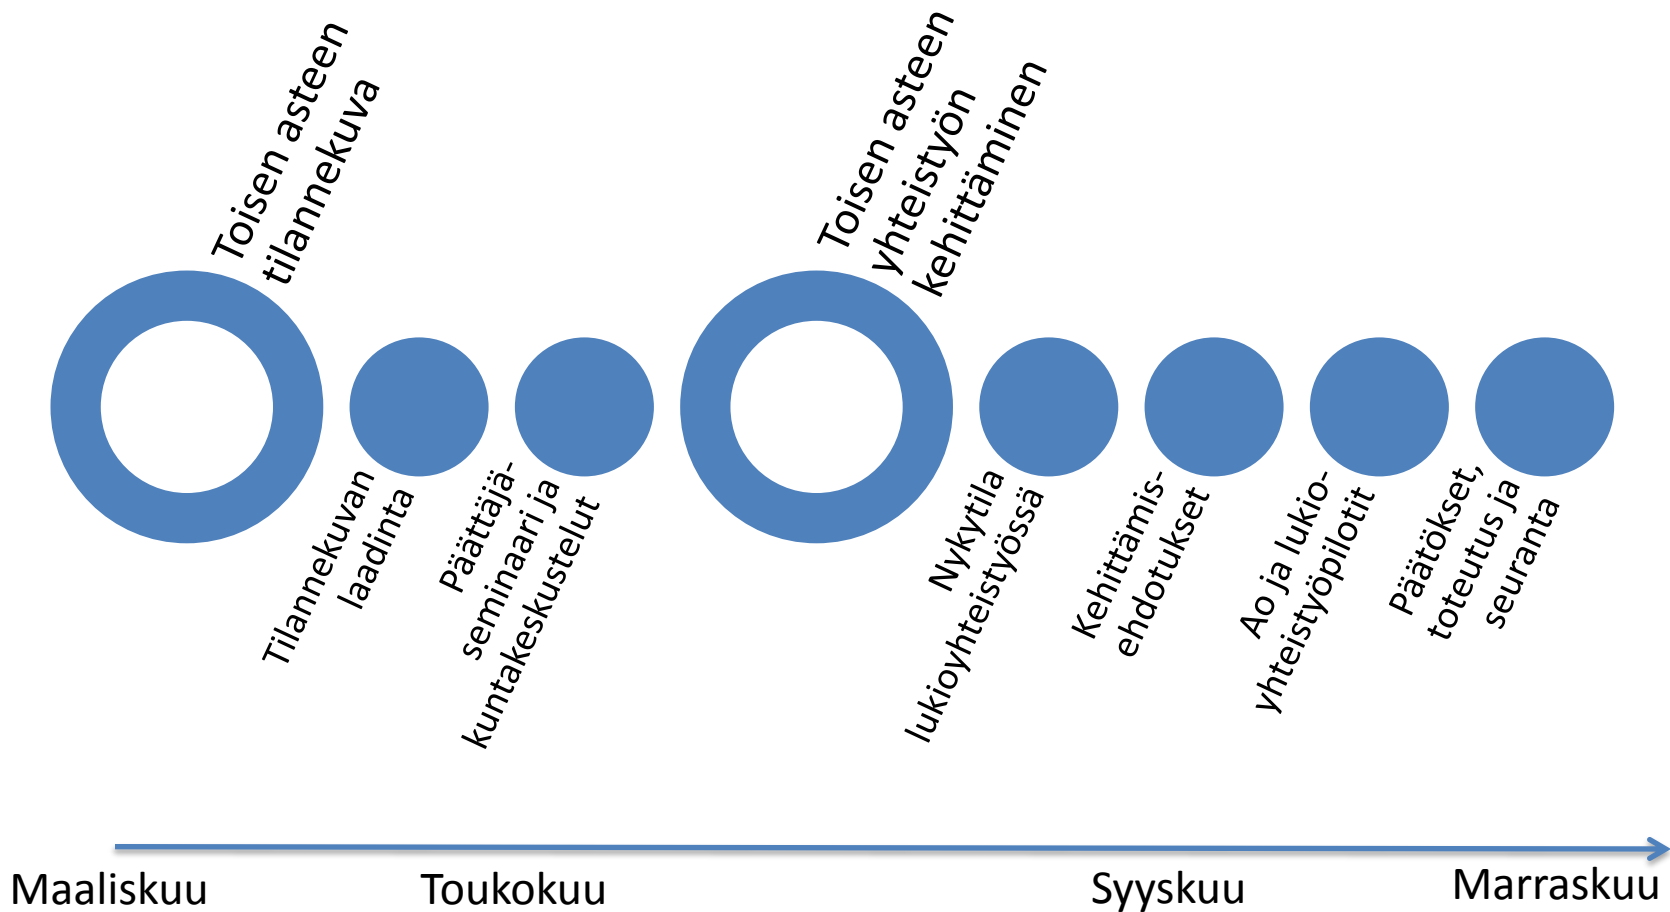 Toisen asteen
tilannekuva
Tilannekuvan
laadinta
Päättäjä-
seminaari ja
kuntakeskustelut
Toisen asteen
yhteistyön
kehittäminen
Nykytila
lukioyhteistyössä
Kehittämis-
ehdotukset
Ao ja lukio-
yhteistyöpilotit
Päätökset,
toteutus ja
seuranta
Maaliskuu
Toukokuu
Syyskuu
Marraskuu